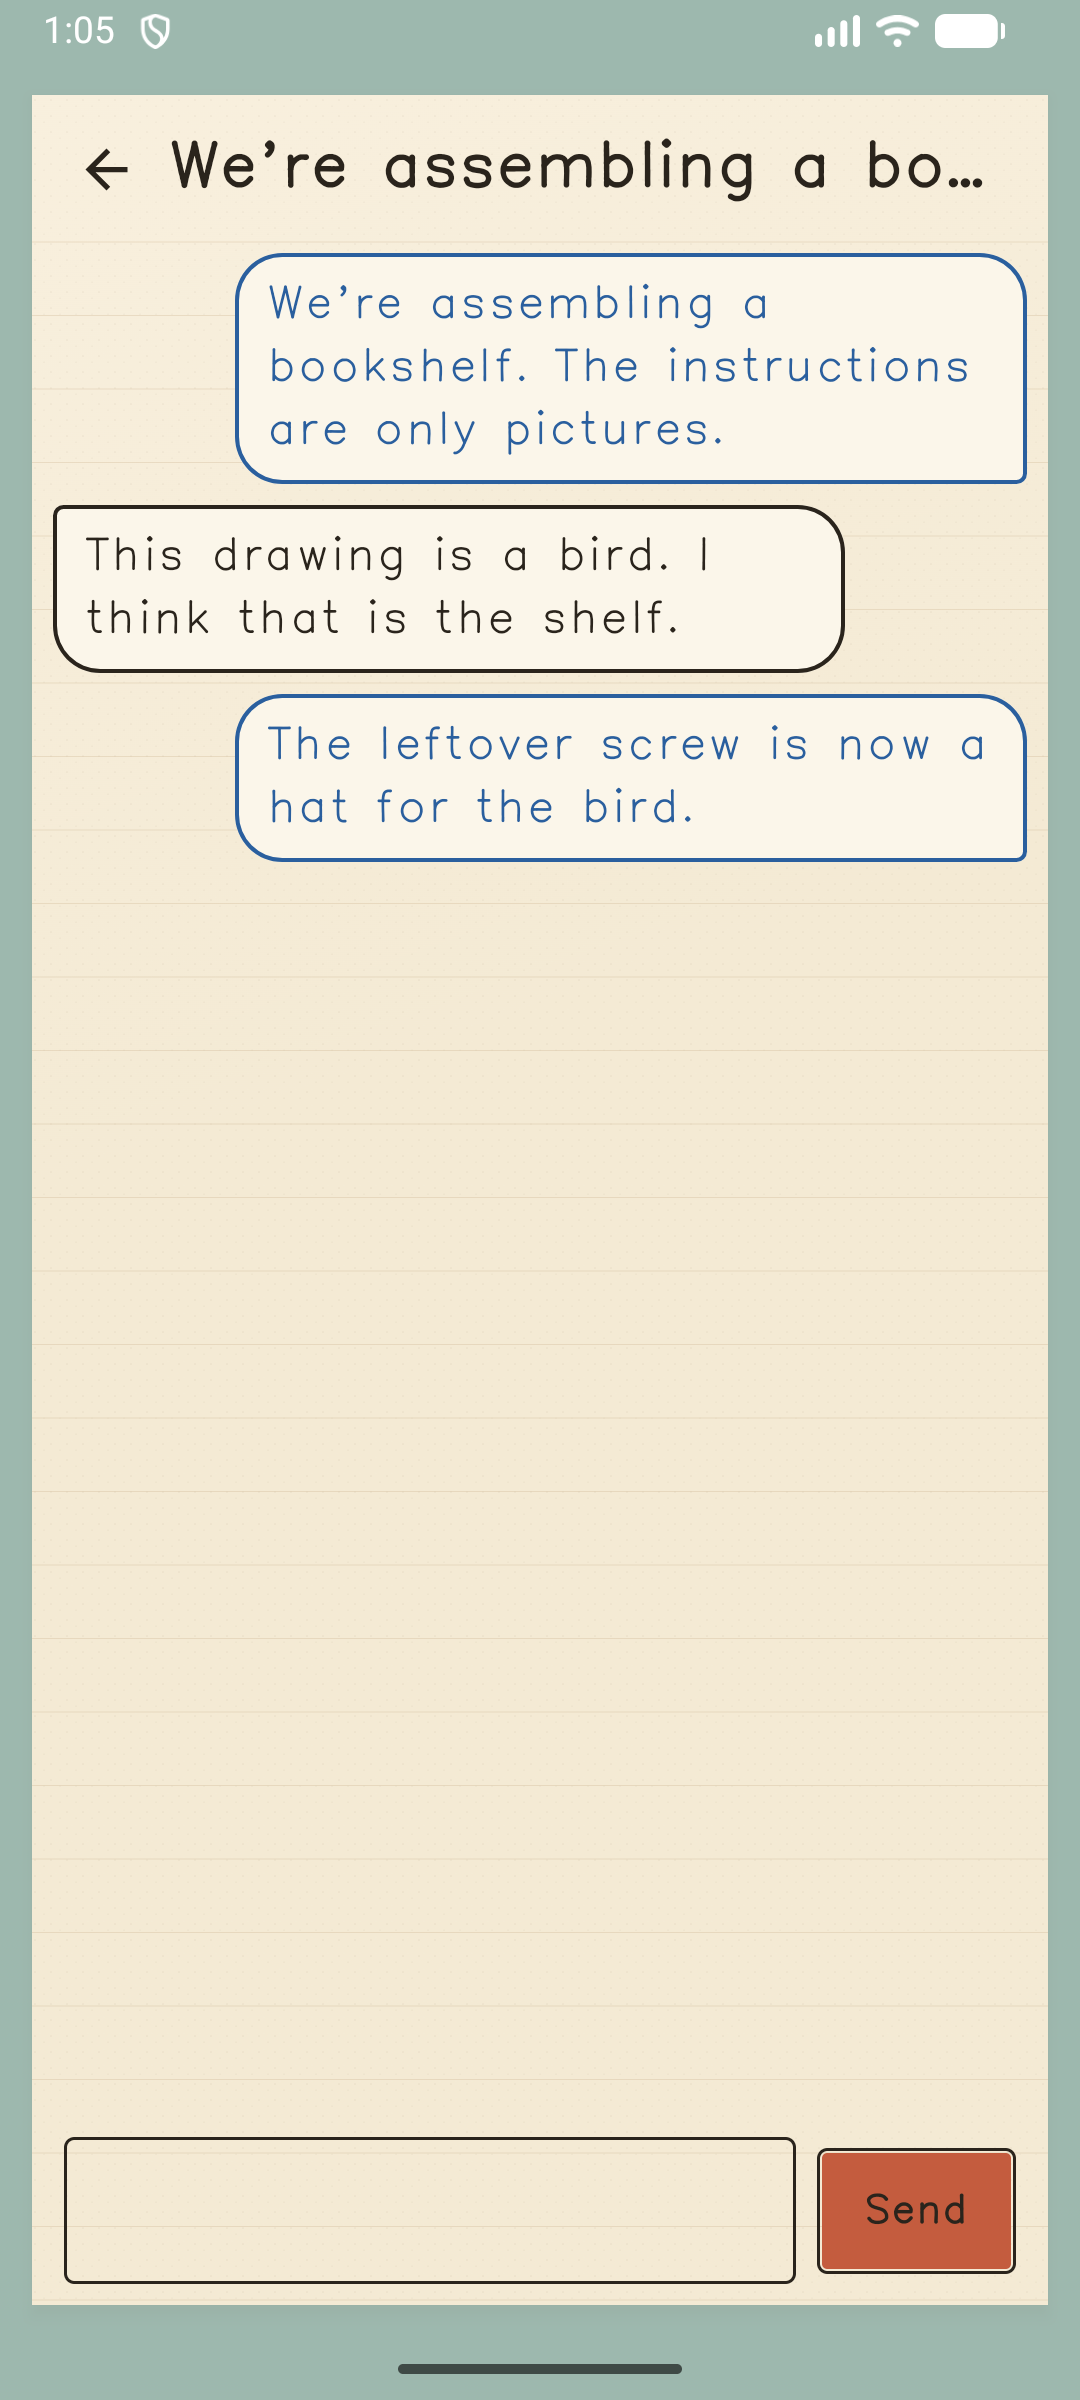 1:05
We’re assembling a bo…
We’re assembling a
bookshelf. The instructions
are only pictures.
This drawing is a bird. I
think that is the shelf.
The leftover screw is now a
hat for the bird.
Send